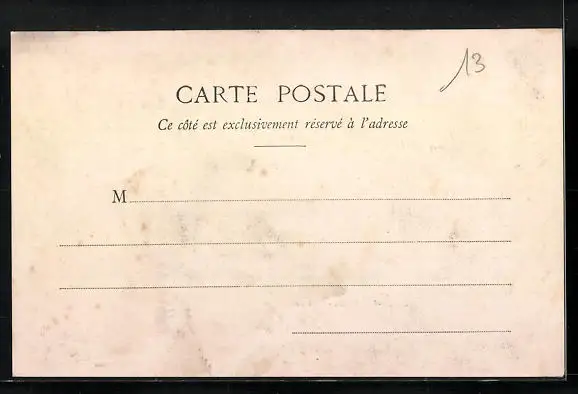 13
CARTE POSTALE
Ce côté est exclusivement réservé à l'adresse
M